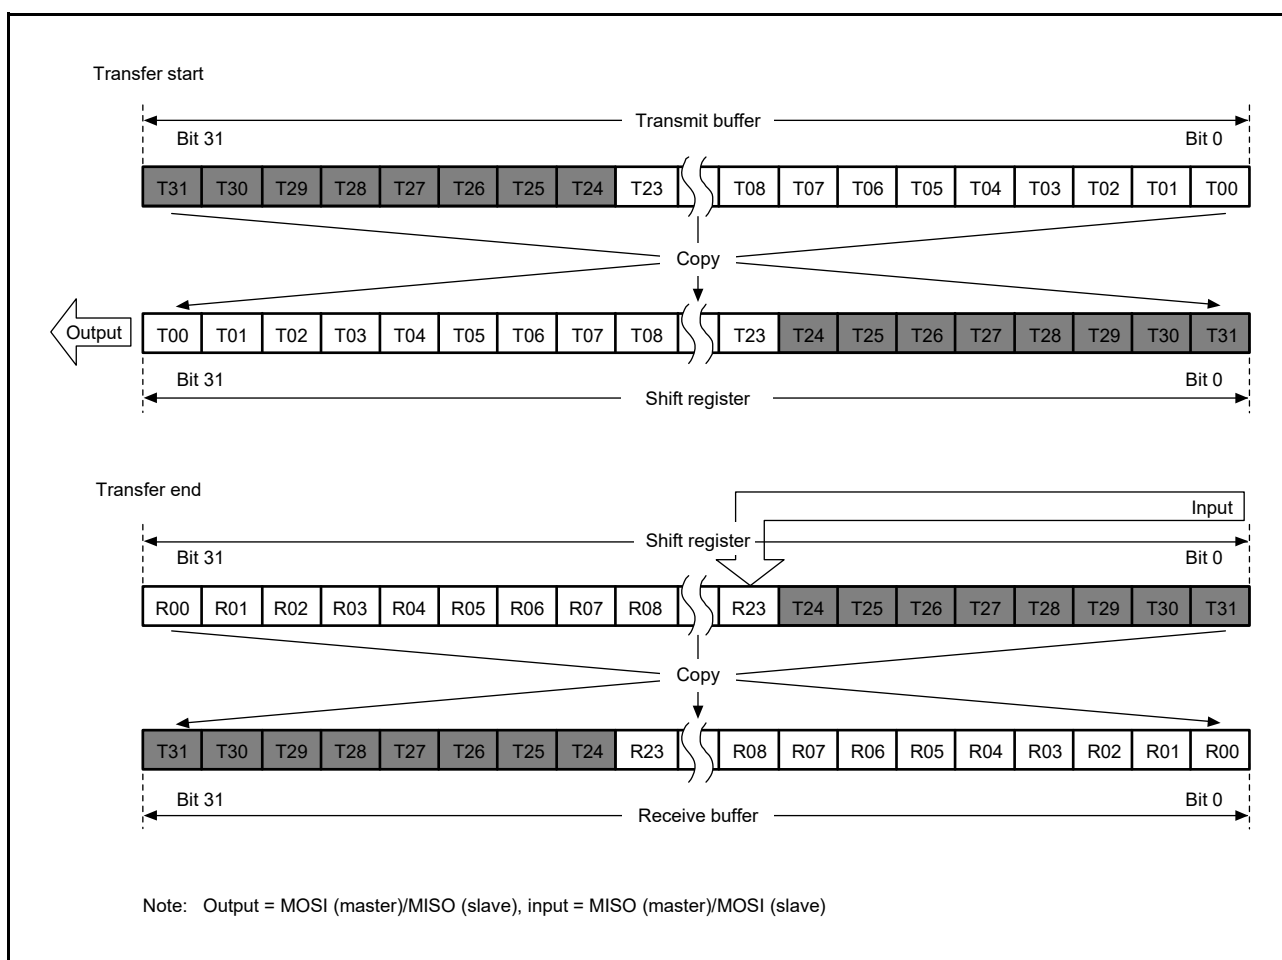 Transfer start
Transmit buffer
Bit 31 Bit 0
T31 T30 T29 T28 T27 T26 T25 T24 T23 T08 T07 T06 T05 T04 T03 T02 T01 T00
Copy
Output T00 T01 T02 T03 T04 T05 T06 T07 T08 T23 T24 T25 T26 T27 T28 T29 T30 T31
Bit 31 Bit 0
Shift register
Transfer end
Input
Shift register
Bit 31 Bit 0
R00 R01 R02 R03 R04 R05 R06 R07 R08 R23 T24 T25 T26 T27 T28 T29 T30 T31
Copy
T31 T30 T29 T28 T27 T26 T25 T24 R23 R08 R07 R06 R05 R04 R03 R02 R01 R00
Bit 31 Bit 0
Receive buffer
Note: Output = MOSI (master)/MISO (slave), input = MISO (master)/MOSI (slave)